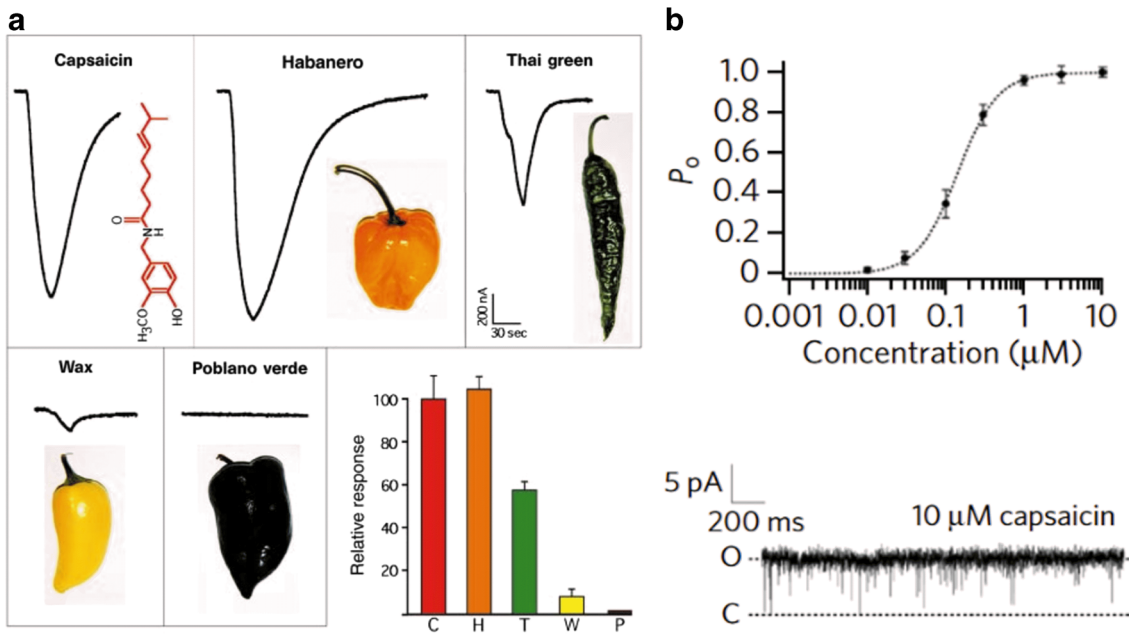 a
Capsaicin
Habanero
Thai green
O
N
H
H₃CO
HO
200 nA
30 sec
Wax
Poblano verde
Relative response
100
80
60
40
20
C H T W P
b
Pₒ
1.0
0.8
0.6
0.4
0.2
0
0.001 0.01 0.1 1 10
Concentration (μM)
5 pA
200 ms
10 μM capsaicin
O
C